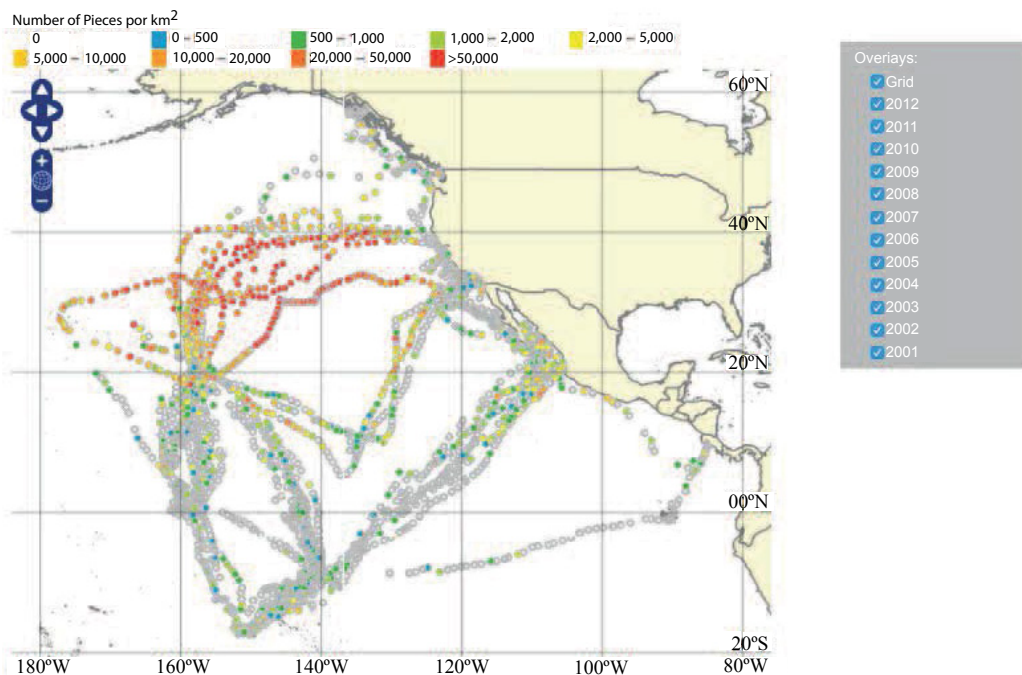 Number of Pieces por km2
0 0 – 500 500 – 1,000 1,000 – 2,000 2,000 – 5,000
5,000 – 10,000 10,000 – 20,000 20,000 – 50,000 >50,000
Overlays:
Grid
2012
2011
2010
2009
2008
2007
2006
2005
2004
2003
2002
2001
60ºN
40ºN
20ºN
00ºN
20ºS
180ºW 160ºW 140ºW 120ºW 100ºW 80ºW